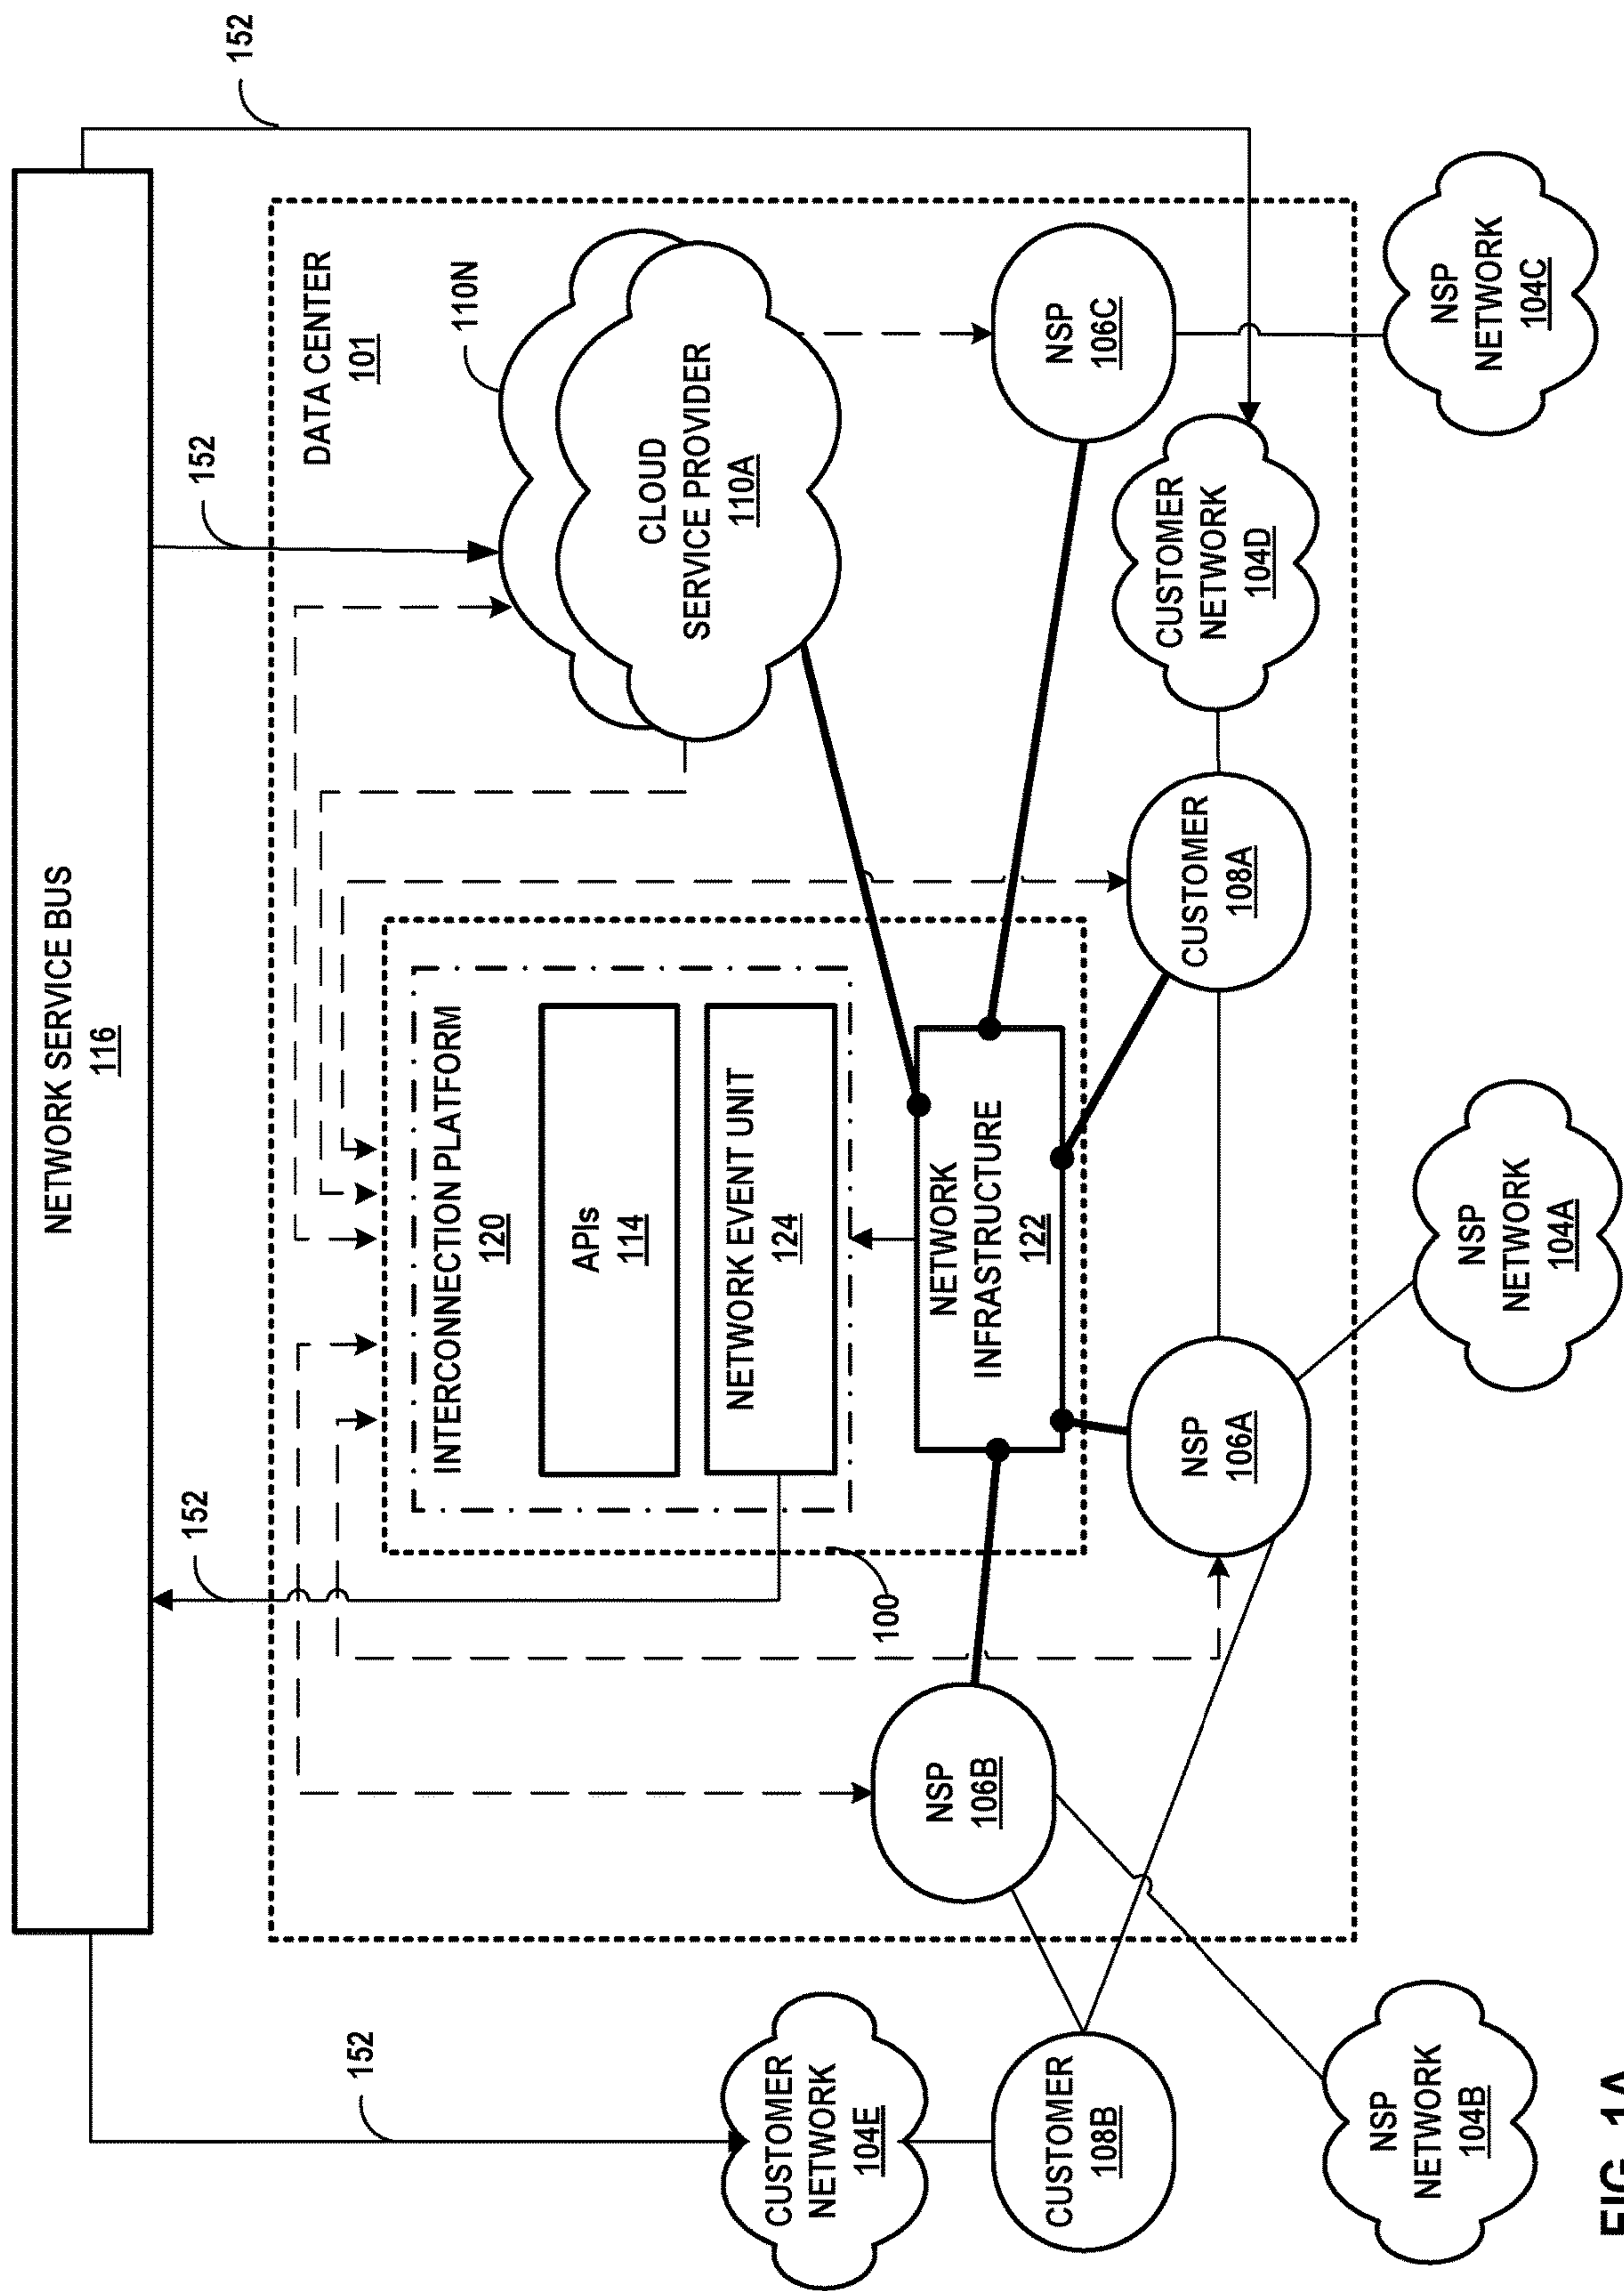 NETWORK SERVICE BUS
116
152
152
152
152
DATA CENTER
101
110N
CLOUD
SERVICE PROVIDER
110A
INTERCONNECTION PLATFORM
120
APIs
114
NETWORK EVENT UNIT
124
NETWORK
INFRASTRUCTURE
122
100
NSP
106B
NSP
106A
CUSTOMER
108A
NSP
106C
CUSTOMER
NETWORK
104D
CUSTOMER
NETWORK
104E
CUSTOMER
108B
NSP
NETWORK
104B
NSP
NETWORK
104A
NSP
NETWORK
104C
FIG. 1A